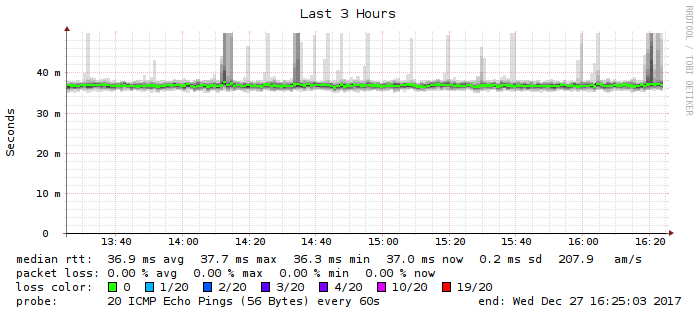 Last 3 Hours
RRDTOOL / TOBI OETIKER
Seconds
40 m
30 m
20 m
10 m
0
13:40 14:00 14:20 14:40 15:00 15:20 15:40 16:00 16:20
median rtt: 36.9 ms avg 37.7 ms max 36.3 ms min 37.0 ms now 0.2 ms sd 207.9 am/s
packet loss: 0.00 % avg 0.00 % max 0.00 % min 0.00 % now
loss color: 0 1/20 2/20 3/20 4/20 10/20 19/20
probe: 20 ICMP Echo Pings (56 Bytes) every 60s end: Wed Dec 27 16:25:03 2017